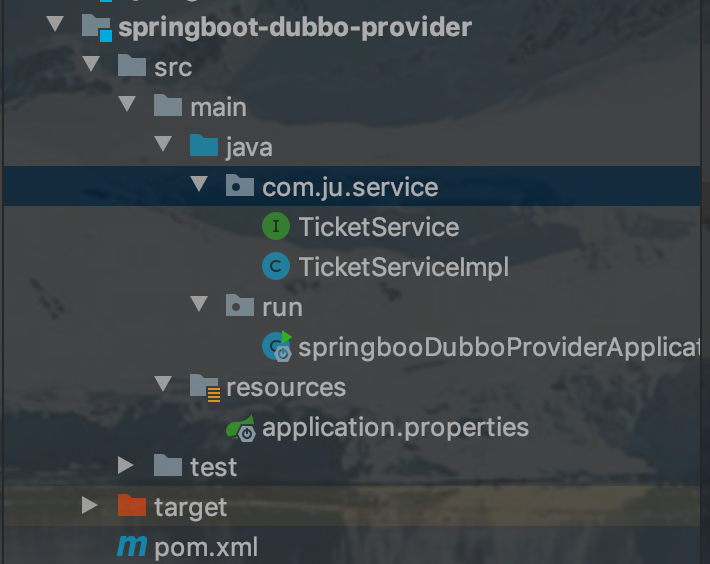 springboot-dubbo-provider
src
main
java
com.ju.service
I TicketService
C TicketServiceImpl
run
C springbooDubboProviderApplicat
resources
application.properties
test
target
m pom.xml